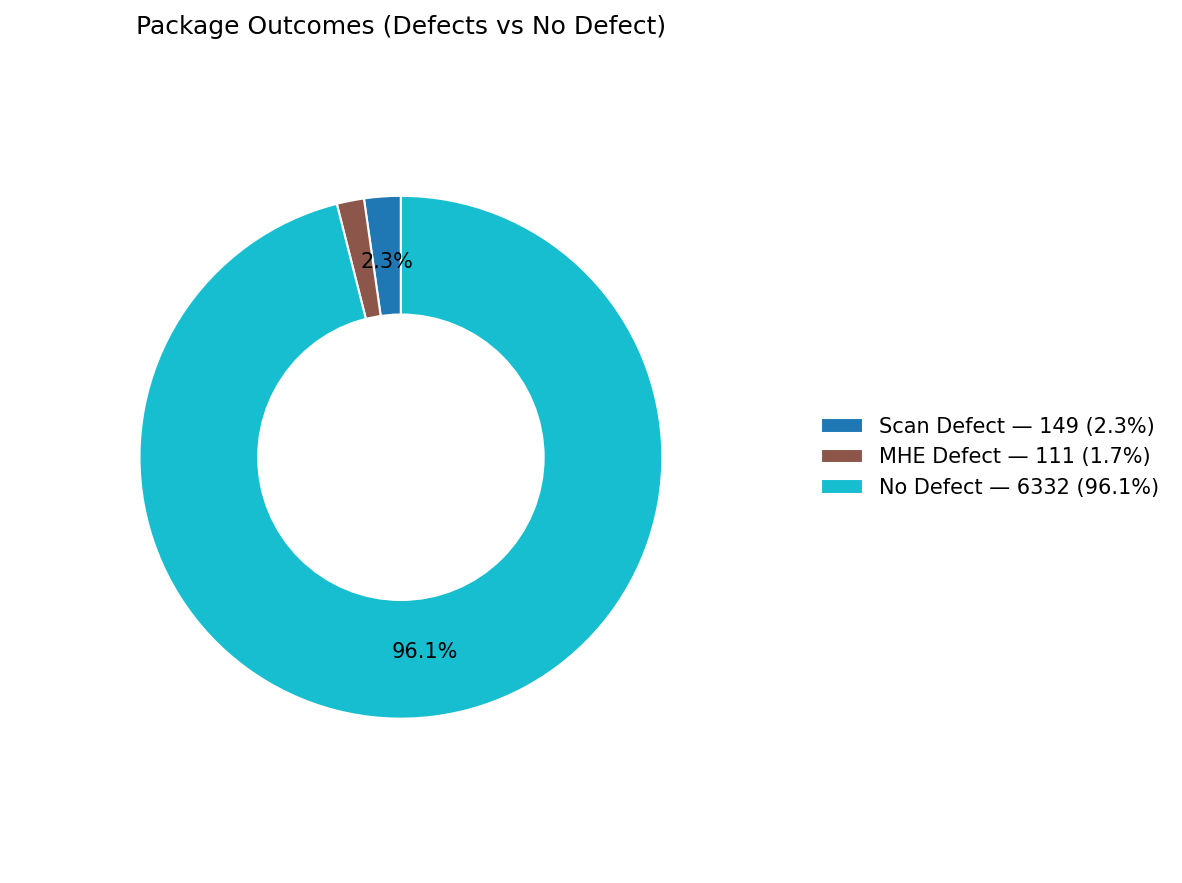 Package Outcomes (Defects vs No Defect)
2.3%
Scan Defect — 149 (2.3%)
MHE Defect — 111 (1.7%)
No Defect — 6332 (96.1%)
96.1%